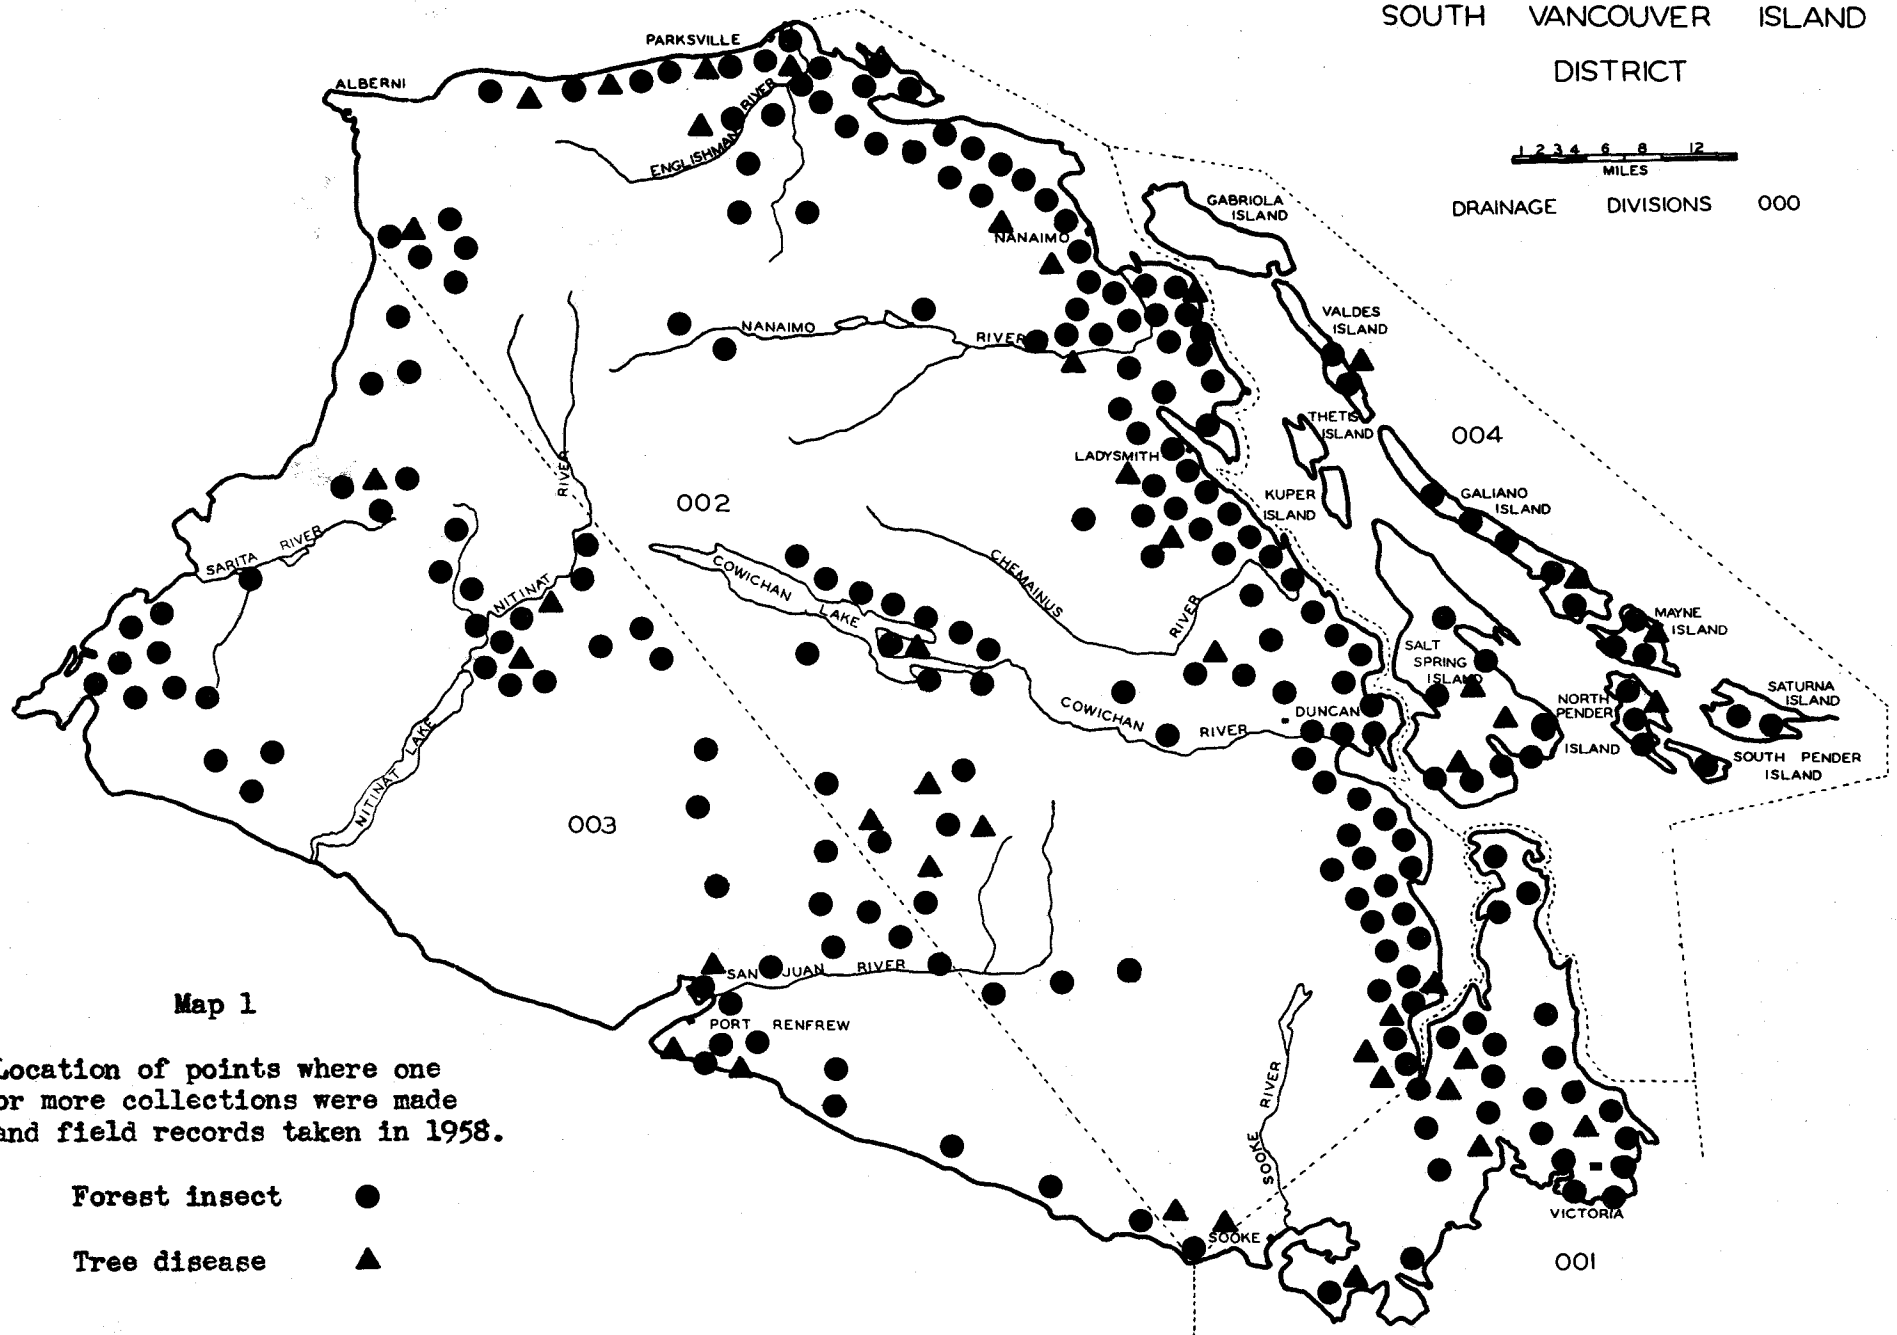 SOUTH VANCOUVER ISLAND
DISTRICT
1 2 3 4 6 8 12
MILES
DRAINAGE DIVISIONS 000
PARKSVILLE
ALBERNI
ENGLISHMAN RIVER
GABRIOLA
ISLAND
NANAIMO
NANAIMO RIVER
VALDES
ISLAND
THETIS
ISLAND
004
LADYSMITH
KUPER
ISLAND
GALIANO
ISLAND
002
RIVER
SARITA RIVER
NITINAT
COWICHAN LAKE
CHEMAINUS RIVER
MAYNE
ISLAND
SALT
SPRING
ISLAND
NORTH
PENDER
ISLAND
SATURNA
ISLAND
SOUTH PENDER
ISLAND
COWICHAN RIVER
DUNCAN
NITINAT LAKE
003
SAN JUAN RIVER
PORT RENFREW
SOOKE RIVER
SOOKE
VICTORIA
001
Map 1
Location of points where one
or more collections were made
and field records taken in 1958.
Forest insect
Tree disease